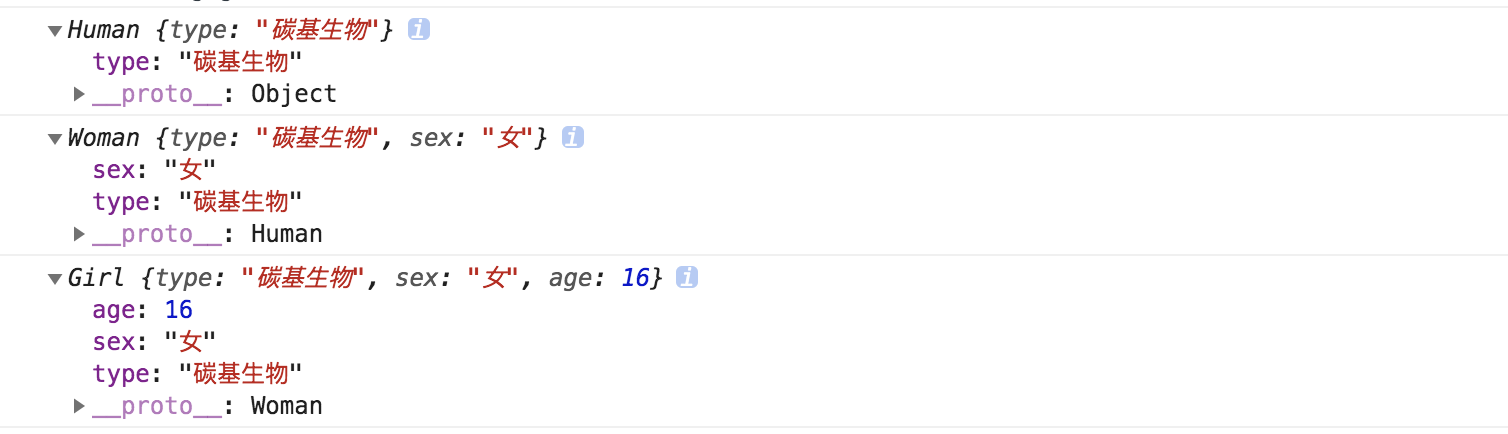 ▼Human {type: "碳基生物"} i
type: "碳基生物"
▶__proto__: Object
▼Woman {type: "碳基生物", sex: "女"} i
sex: "女"
type: "碳基生物"
▶__proto__: Human
▼Girl {type: "碳基生物", sex: "女", age: 16} i
age: 16
sex: "女"
type: "碳基生物"
▶__proto__: Woman